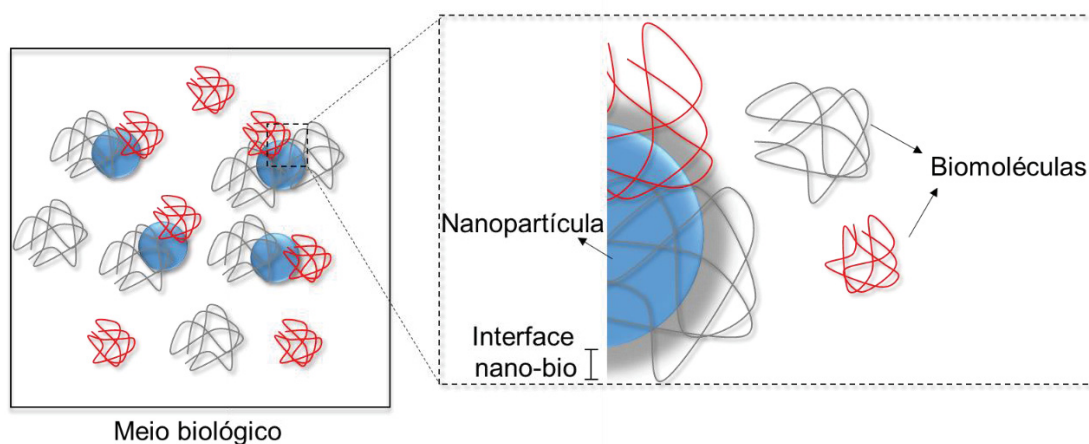 Biomoléculas
Nanopartícula
Interface
nano-bio
Meio biológico